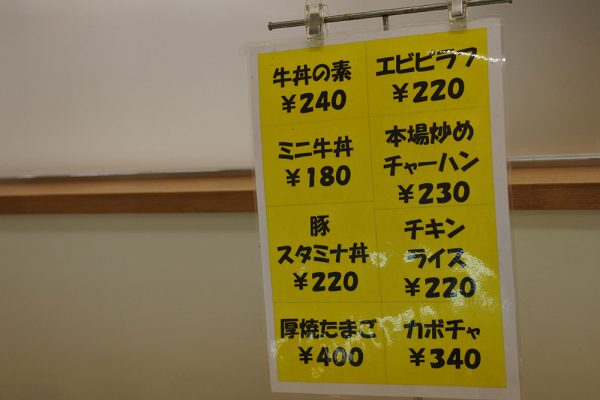 牛丼の素
¥240
エビピラフ
¥220
ミニ牛丼
¥180
本場炒め
チャーハン
¥230
豚
スタミナ丼
¥220
チキン
ライス
¥220
厚焼たまご
¥400
カボチャ
¥340